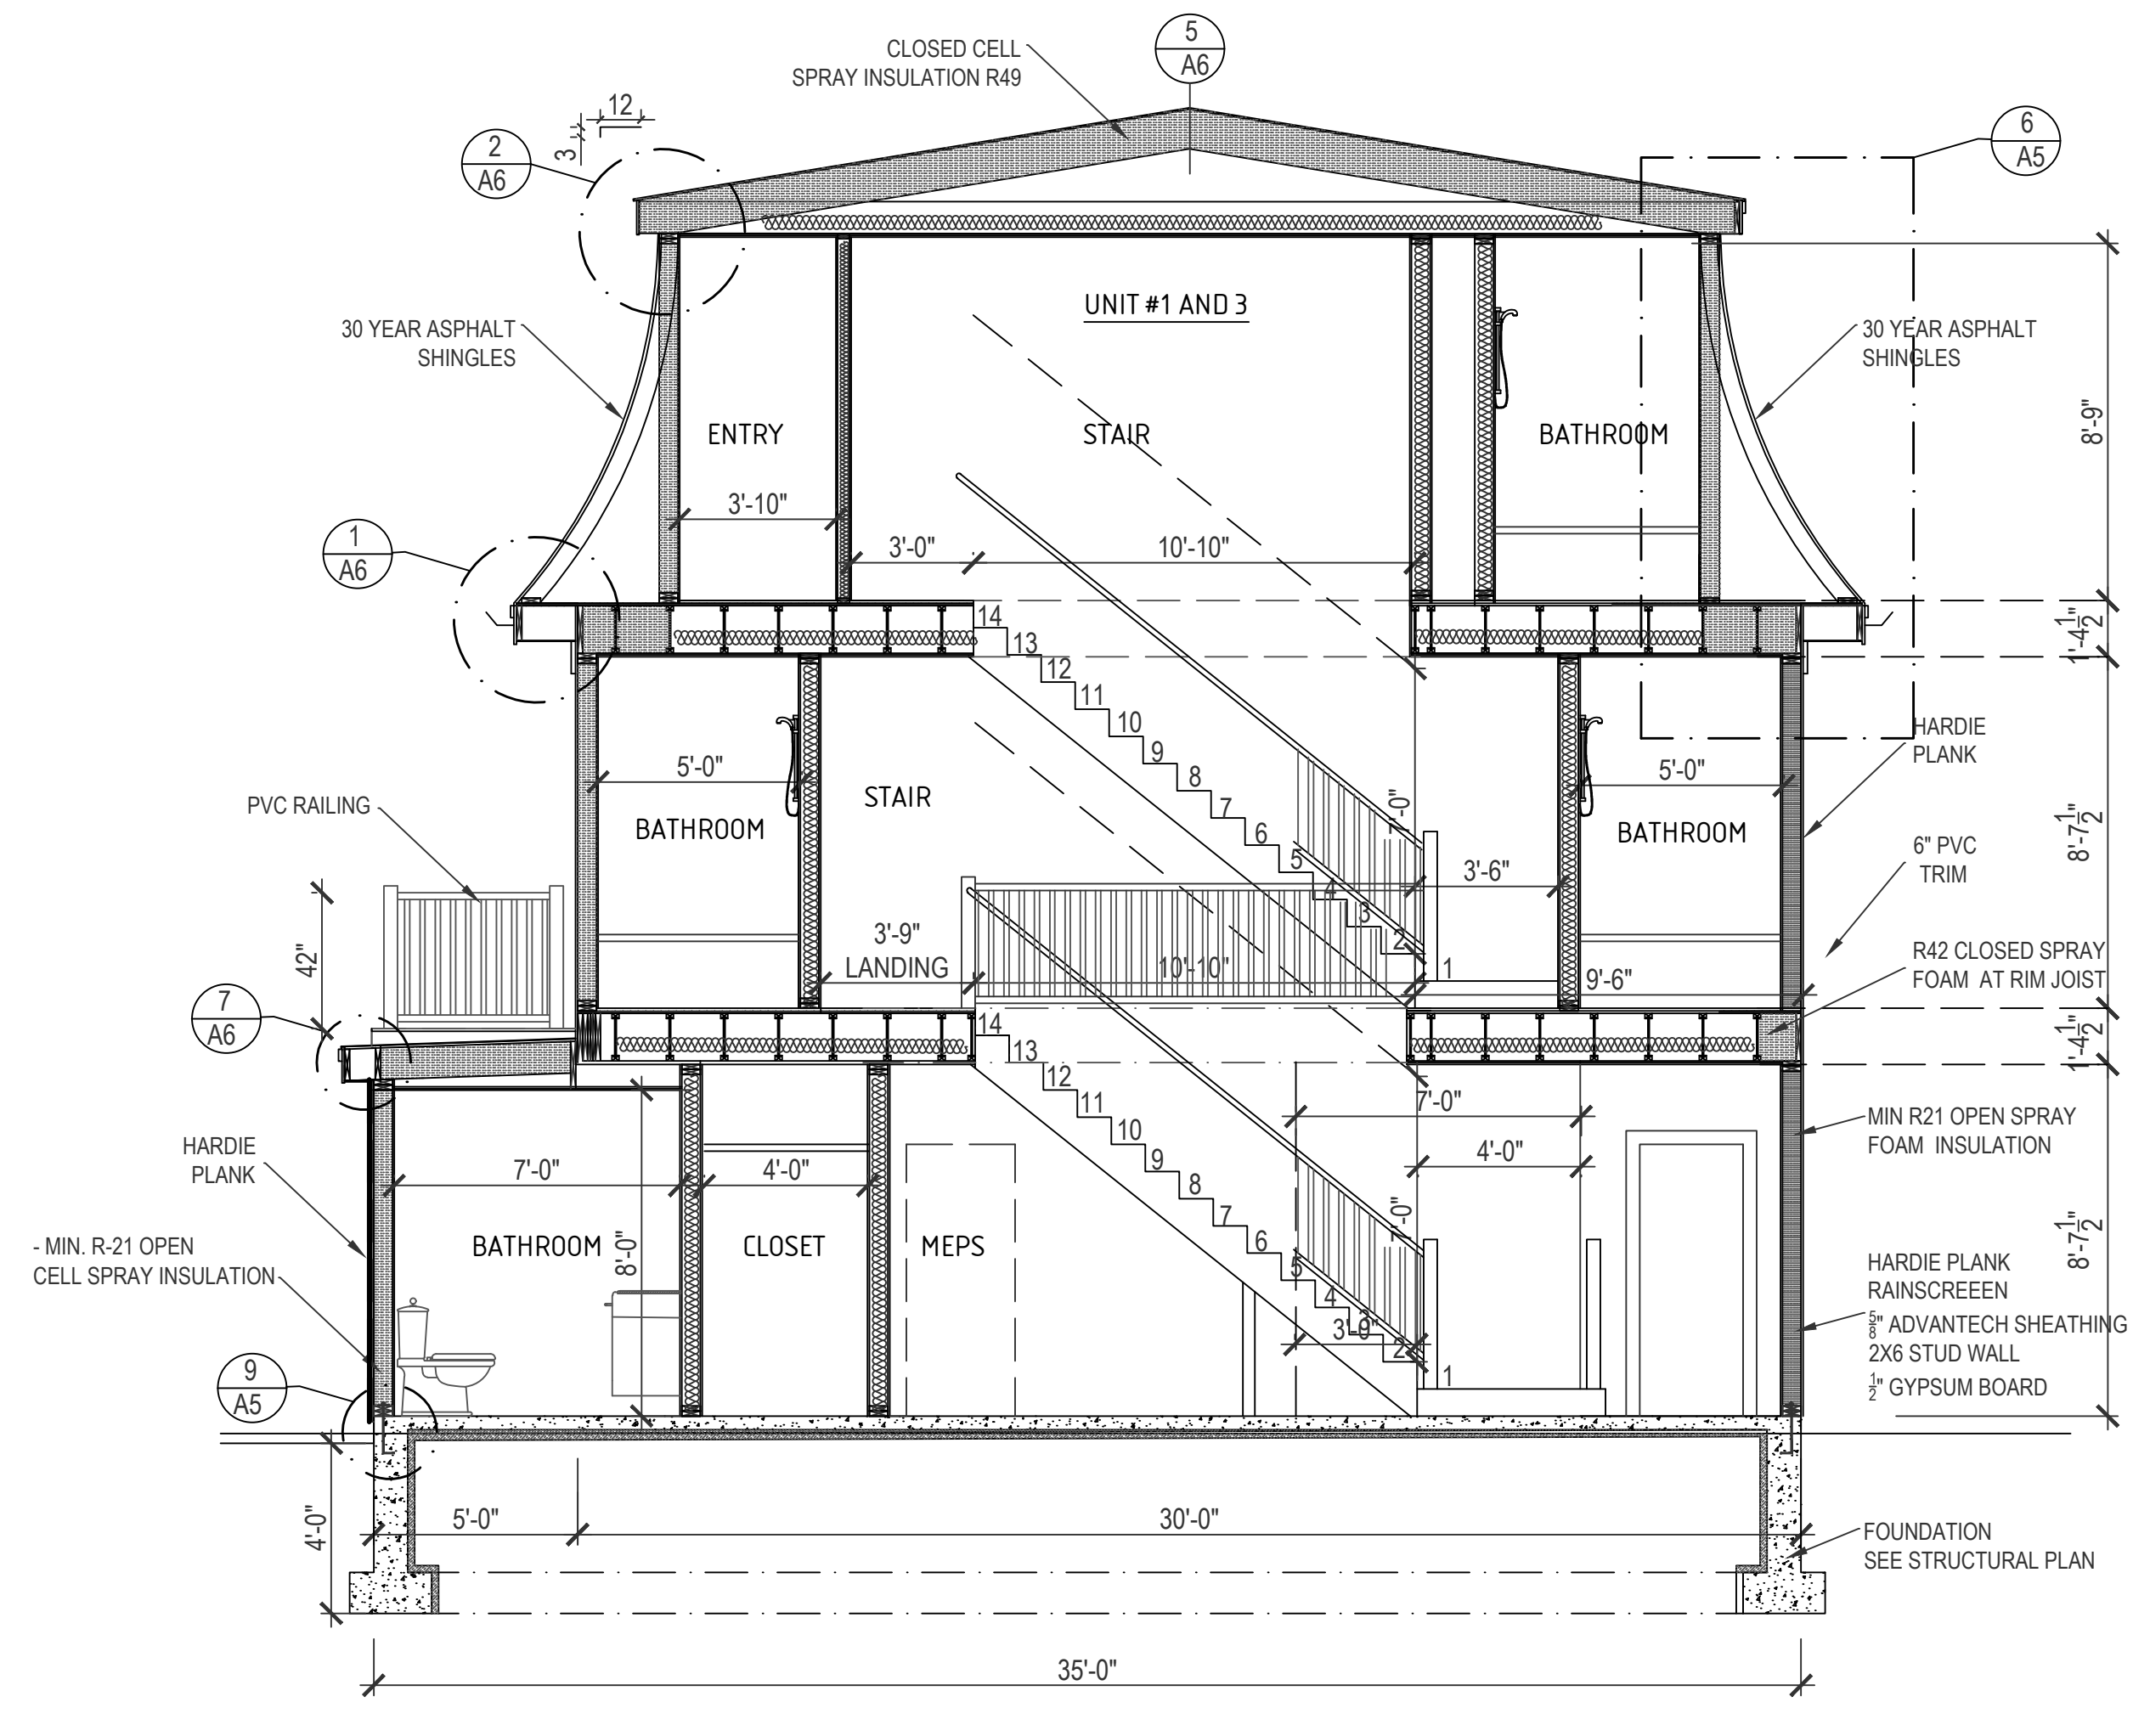 5
A6
CLOSED CELL
SPRAY INSULATION R49
12
3
2
A6
6
A5
UNIT #1 AND 3
30 YEAR ASPHALT
SHINGLES
30 YEAR ASPHALT
SHINGLES
ENTRY
STAIR
BATHROOM
8'-9"
3'-10"
3'-0"
10'-10"
1
A6
14
13
12
11
10
9
8
7
6
5
4
3
2
1
1'-4 1/2"
HARDIE
PLANK
5'-0"
STAIR
BATHROOM
5'-0"
BATHROOM
PVC RAILING
8'-7 1/2"
6" PVC
TRIM
3'-6"
42"
3'-9"
LANDING
10'-10"
9'-6"
R42 CLOSED SPRAY
FOAM AT RIM JOIST
7
A6
14
13
12
11
10
9
8
7
6
5
4
3
2
1
1'-4 1/2"
7'-0"
4'-0"
MIN R21 OPEN SPRAY
FOAM INSULATION
HARDIE
PLANK
7'-0"
4'-0"
BATHROOM
8'-0"
CLOSET
MEPS
8'-7 1/2"
- MIN. R-21 OPEN
CELL SPRAY INSULATION
HARDIE PLANK
RAINSCREEEN
5/8" ADVANTECH SHEATHING
2X6 STUD WALL
1/2" GYPSUM BOARD
9
A5
4'-0"
5'-0"
30'-0"
FOUNDATION
SEE STRUCTURAL PLAN
35'-0"